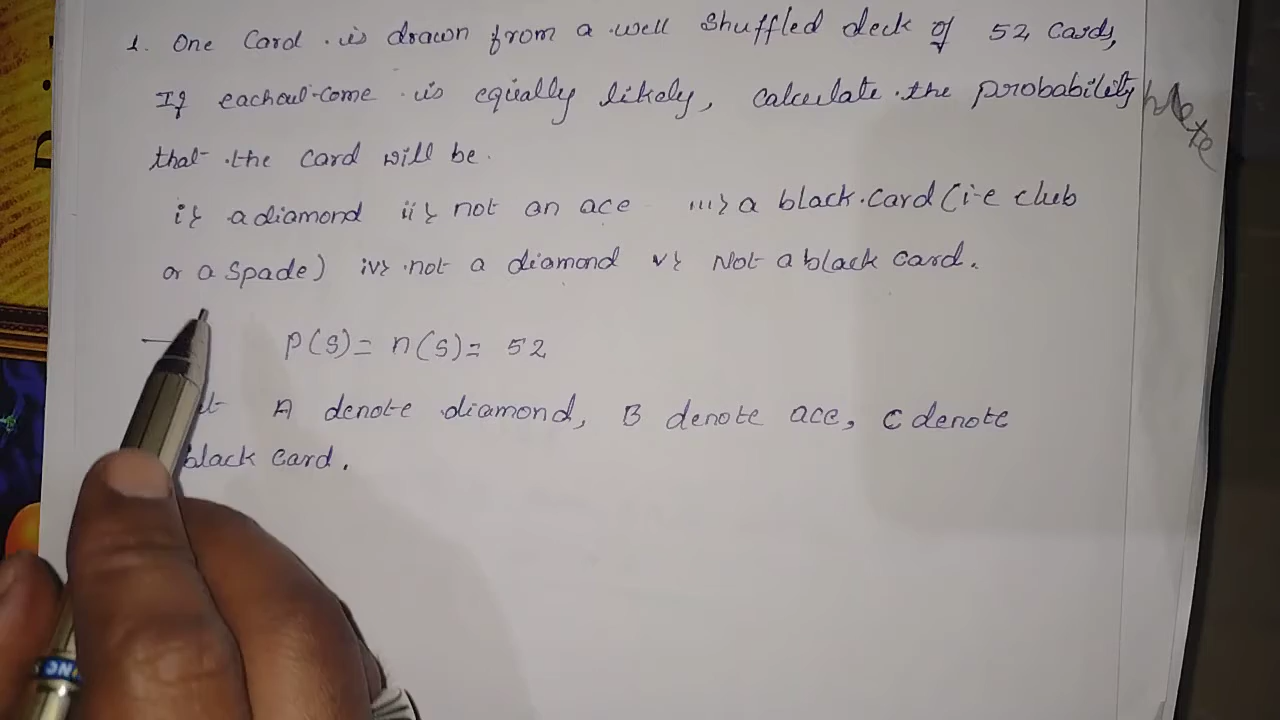 1. One Card is drawn from a well Shuffled deck of 52 Cards,
If each out-come is equally likely, calculate the probability
that the card will be.
i} a diamond ii} not an ace iii} a black card (i-e club
or a spade) iv} not a diamond v} Not a black card.
P(S) = n(S) = 52
A denote diamond, B denote ace, C denote
black card.